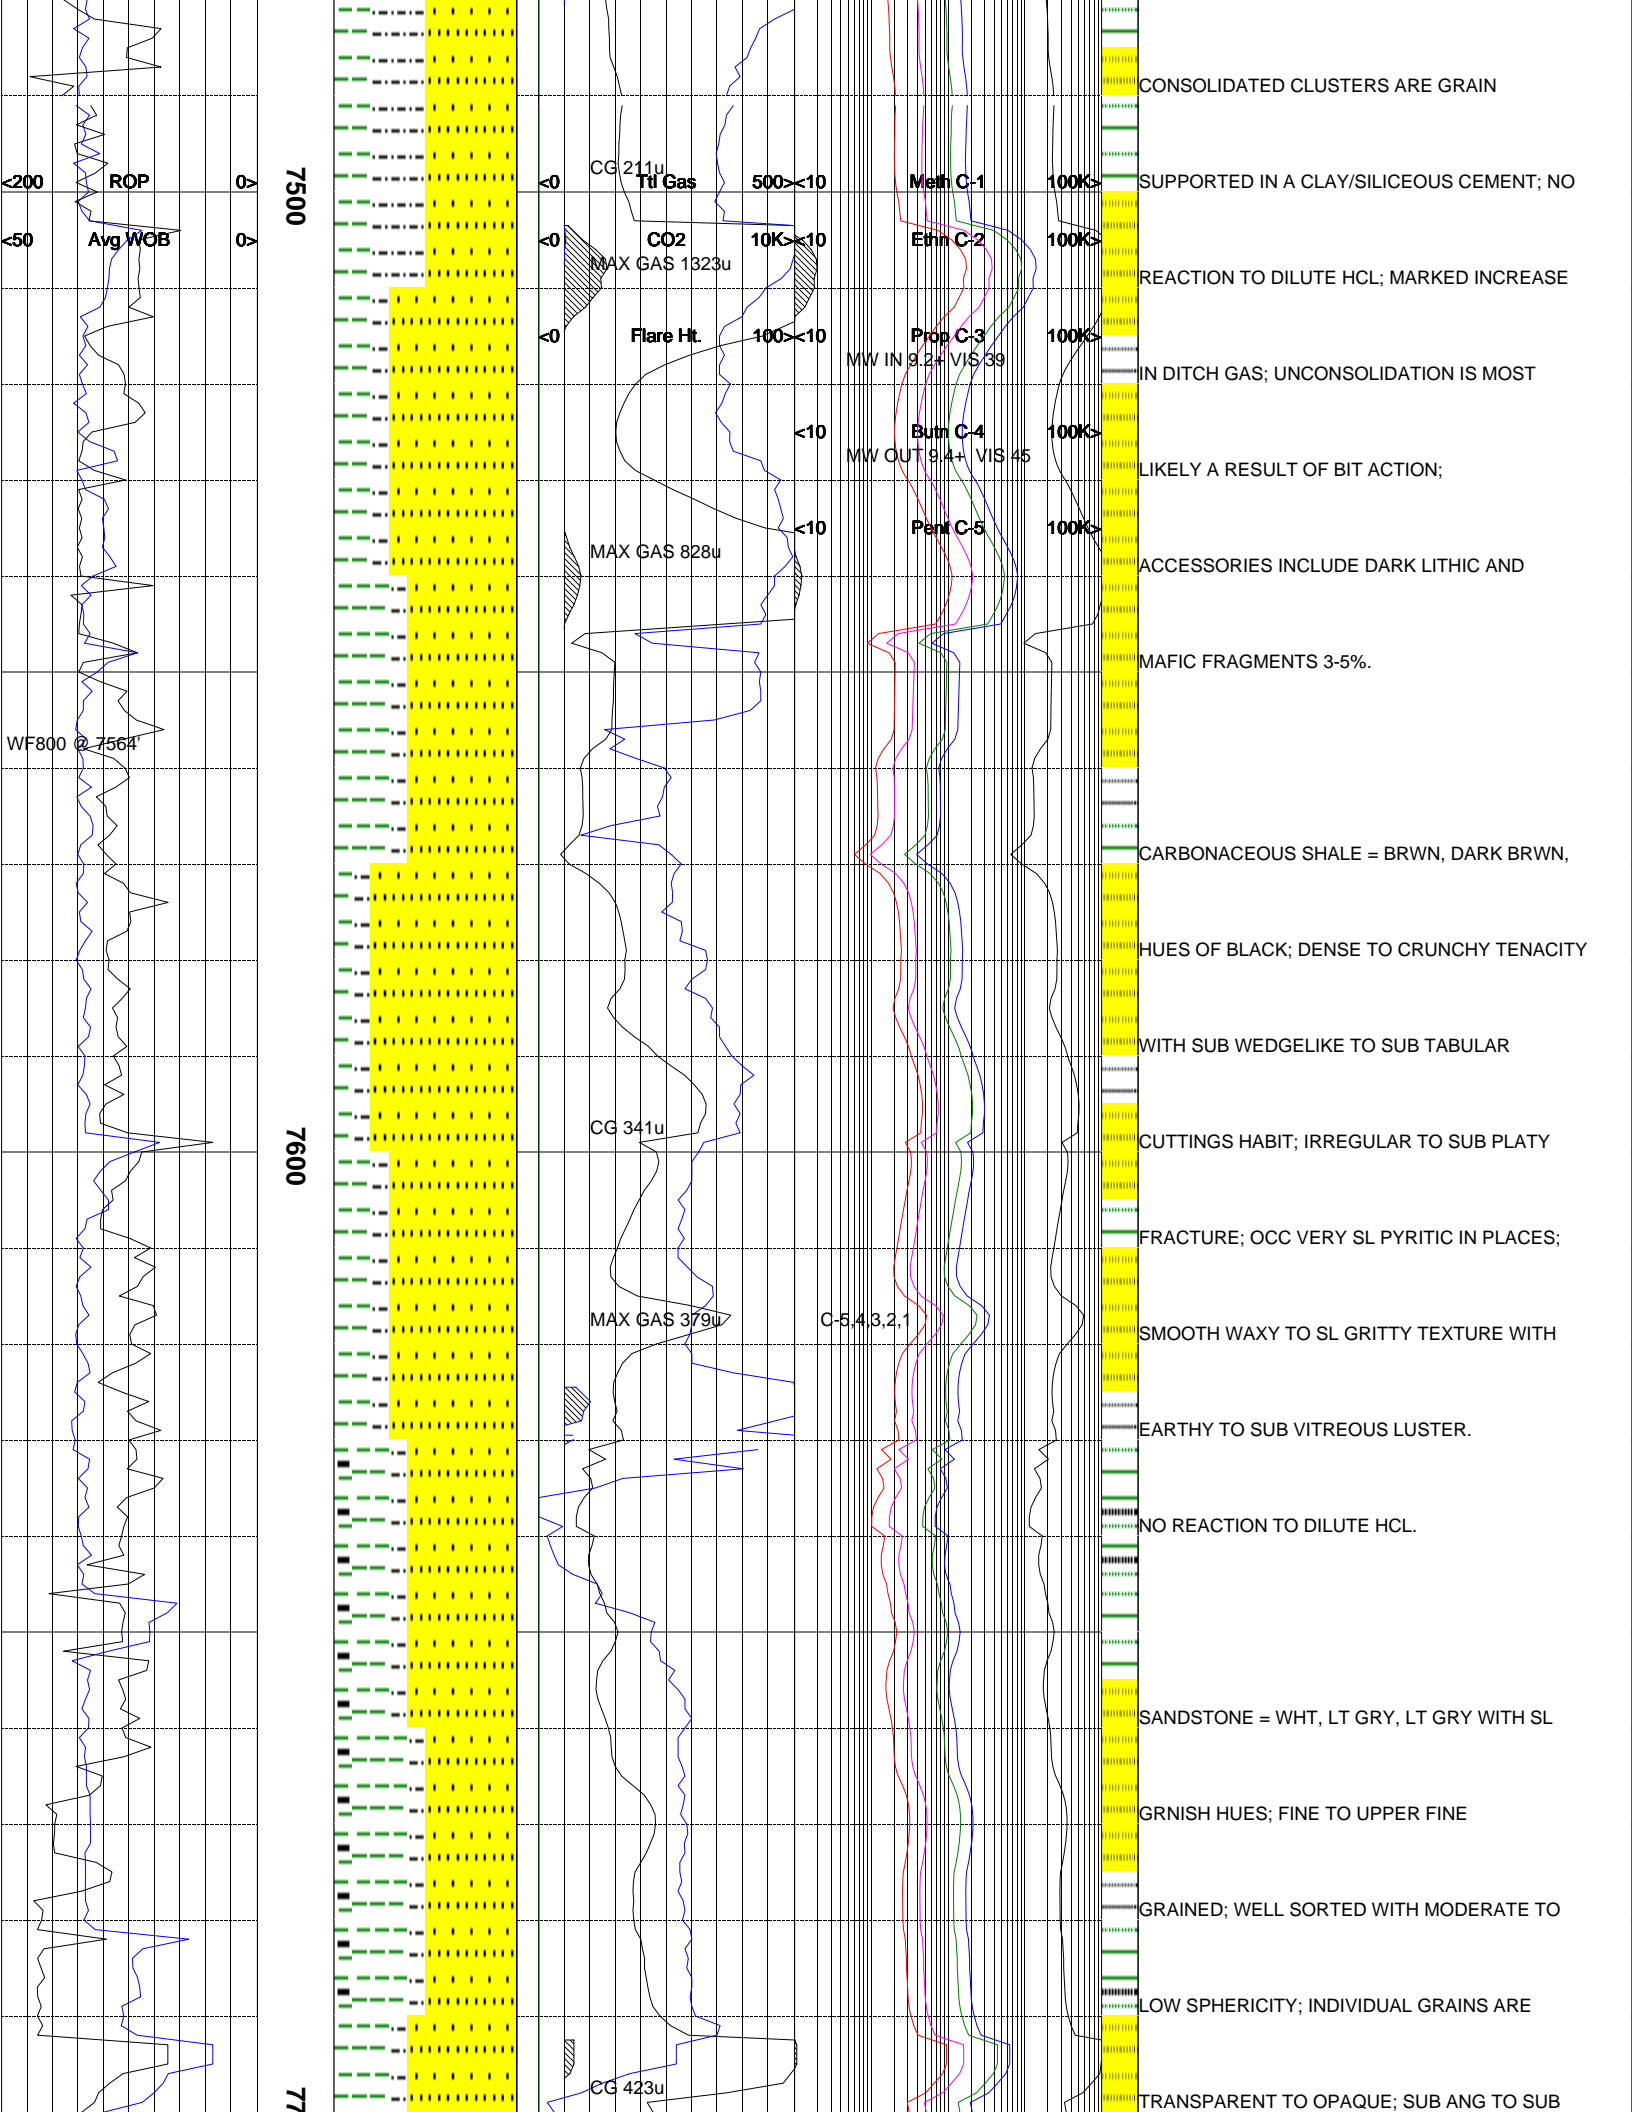 CONSOLIDATED CLUSTERS ARE GRAIN
CG 211u
<200 ROP 0>
7500
<0 Ttl Gas 500>
<10 Meth C-1 100K>
SUPPORTED IN A CLAY/SILICEOUS CEMENT; NO
<50 Avg WOB 0>
<0 CO2 10K>
<10 Ethn C-2 100K>
MAX GAS 1323u
REACTION TO DILUTE HCL; MARKED INCREASE
<0 Flare Ht. 100>
<10 Prop C-3 100K>
MW IN 9.2+ VIS 39
IN DITCH GAS; UNCONSOLIDATION IS MOST
<10 Butn C-4 100K>
MW OUT 9.4+ VIS 45
LIKELY A RESULT OF BIT ACTION;
<10 Pent C-5 100K>
MAX GAS 828u
ACCESSORIES INCLUDE DARK LITHIC AND
MAFIC FRAGMENTS 3-5%.
WF800 @ 7564'
CARBONACEOUS SHALE = BRWN, DARK BRWN,
HUES OF BLACK; DENSE TO CRUNCHY TENACITY
WITH SUB WEDGELIKE TO SUB TABULAR
CG 341u
7600
CUTTINGS HABIT; IRREGULAR TO SUB PLATY
FRACTURE; OCC VERY SL PYRITIC IN PLACES;
MAX GAS 379u
C-5,4,3,2,1
SMOOTH WAXY TO SL GRITTY TEXTURE WITH
EARTHY TO SUB VITREOUS LUSTER.
NO REACTION TO DILUTE HCL.
SANDSTONE = WHT, LT GRY, LT GRY WITH SL
GRNISH HUES; FINE TO UPPER FINE
GRAINED; WELL SORTED WITH MODERATE TO
LOW SPHERICITY; INDIVIDUAL GRAINS ARE
CG 423u
77
TRANSPARENT TO OPAQUE; SUB ANG TO SUB